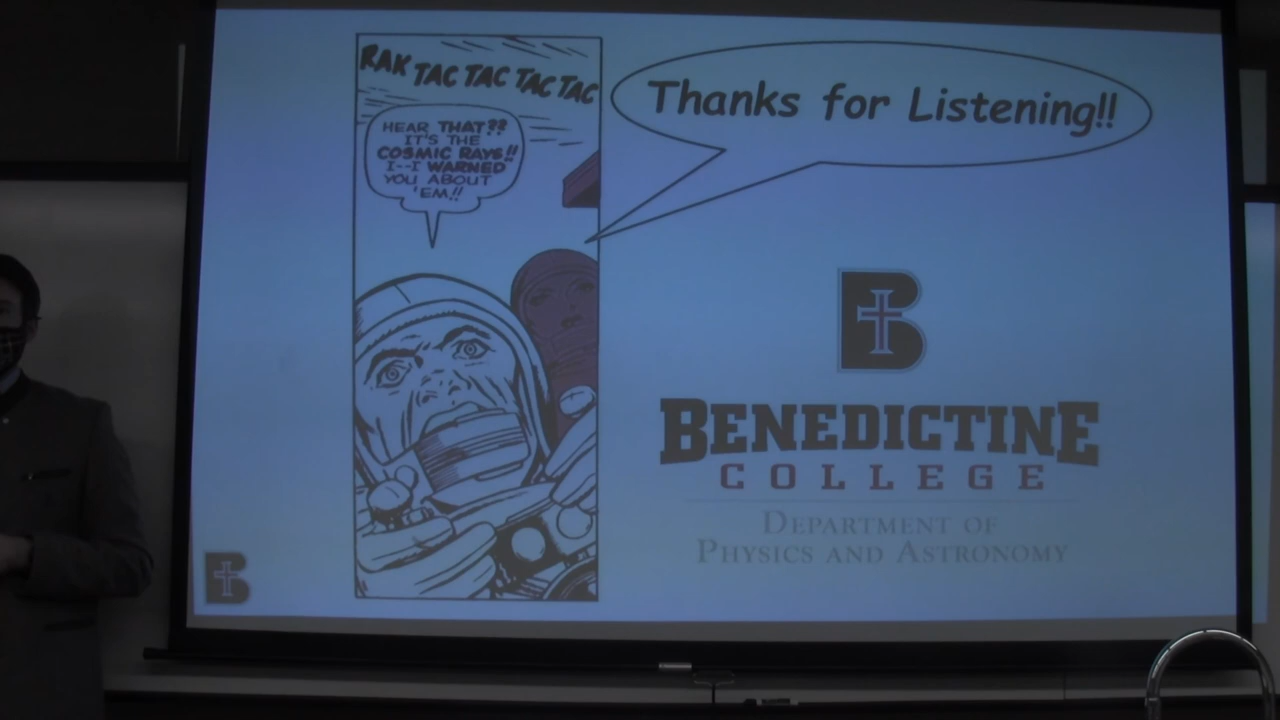 RAK TAC TAC TAC TAC
HEAR THAT??
IT'S THE
COSMIC RAYS!!
I--I WARNED
YOU ABOUT
'EM!!
Thanks for Listening!!
B
BENEDICTINE
COLLEGE
DEPARTMENT OF
PHYSICS AND ASTRONOMY
B